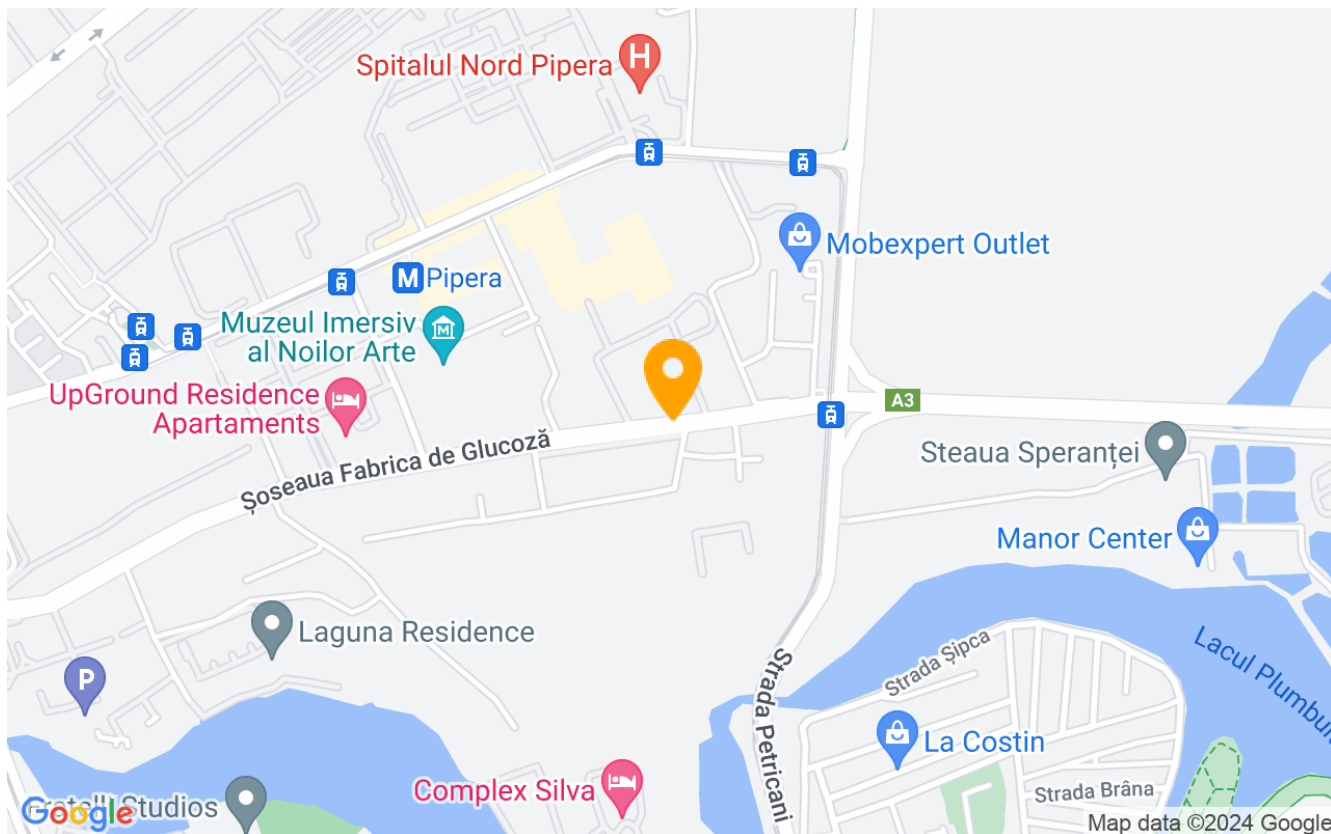 Spitalul Nord Pipera
H
Mobexpert Outlet
M Pipera
Muzeul Imersiv
al Noilor Arte
UpGround Residence
Apartaments
A3
Șoseaua Fabrica de Glucoză
Steaua Speranței
Manor Center
Laguna Residence
Strada Șipca
Lacul Plumbu
P
Strada Petricani
La Costin
Complex Silva
Strada Brâna
Studios
Google
Map data ©2024 Google